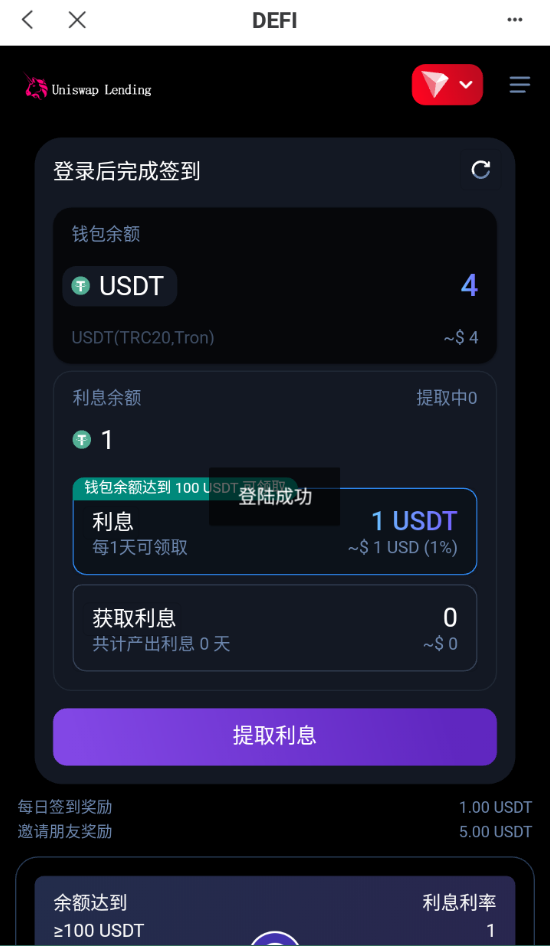 DEFI
Uniswap Lending
登录后完成签到
钱包余额
USDT 4
USDT(TRC20,Tron) ~$ 4
利息余额 提取中0
1
钱包余额达到 100 USDT 可领取
登陆成功
利息 1 USDT
每1天可领取 ~$ 1 USD (1%)
获取利息 0
共计产出利息 0 天 ~$ 0
提取利息
每日签到奖励 1.00 USDT
邀请朋友奖励 5.00 USDT
余额达到 利息利率
≥100 USDT 1